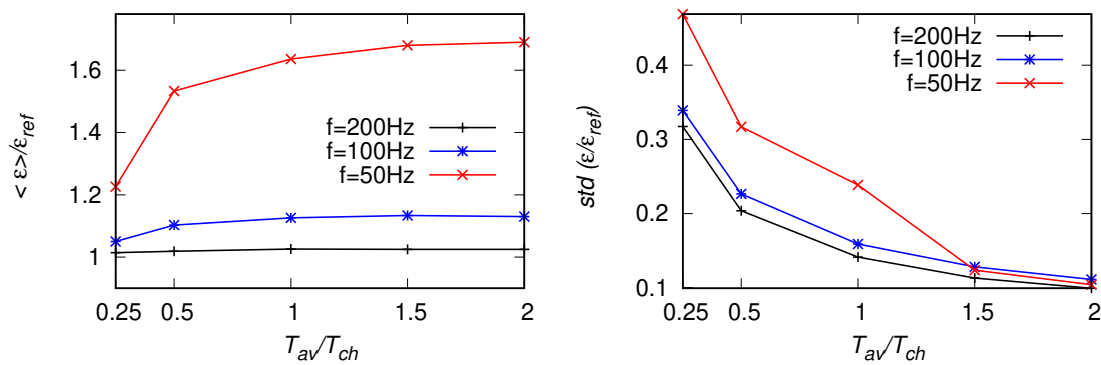 < ε>/ε_ref
1.6
1.4
1.2
1
f=200Hz
f=100Hz
f=50Hz
0.25 0.5 1 1.5 2
T_av/T_ch
std (ε/ε_ref)
0.4
0.3
0.2
0.1
f=200Hz
f=100Hz
f=50Hz
0.25 0.5 1 1.5 2
T_av/T_ch